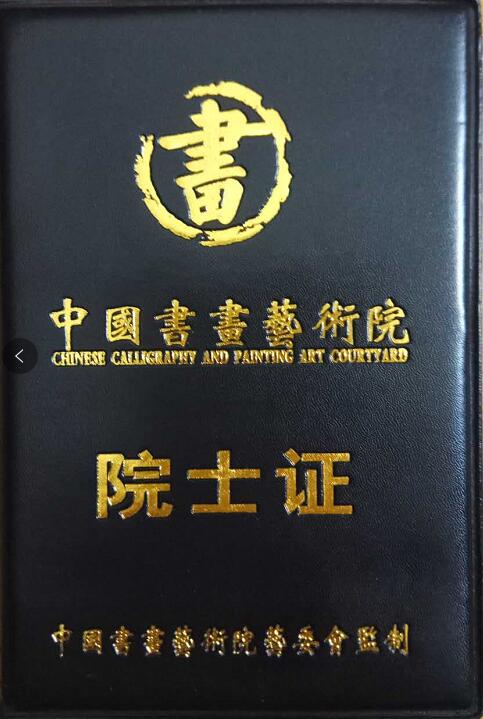 畫
中國書畫藝術院
CHINESE CALLIGRAPHY AND PAINTING ART COURTYARD
院士证
中國書畫藝術院藝委會監制